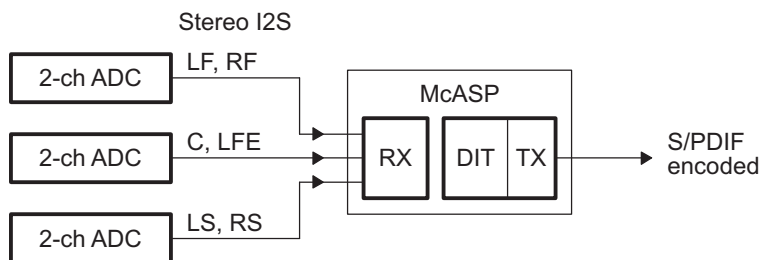 Stereo I2S
2-ch ADC
LF, RF
McASP
2-ch ADC
C, LFE
RX
DIT
TX
S/PDIF
encoded
2-ch ADC
LS, RS